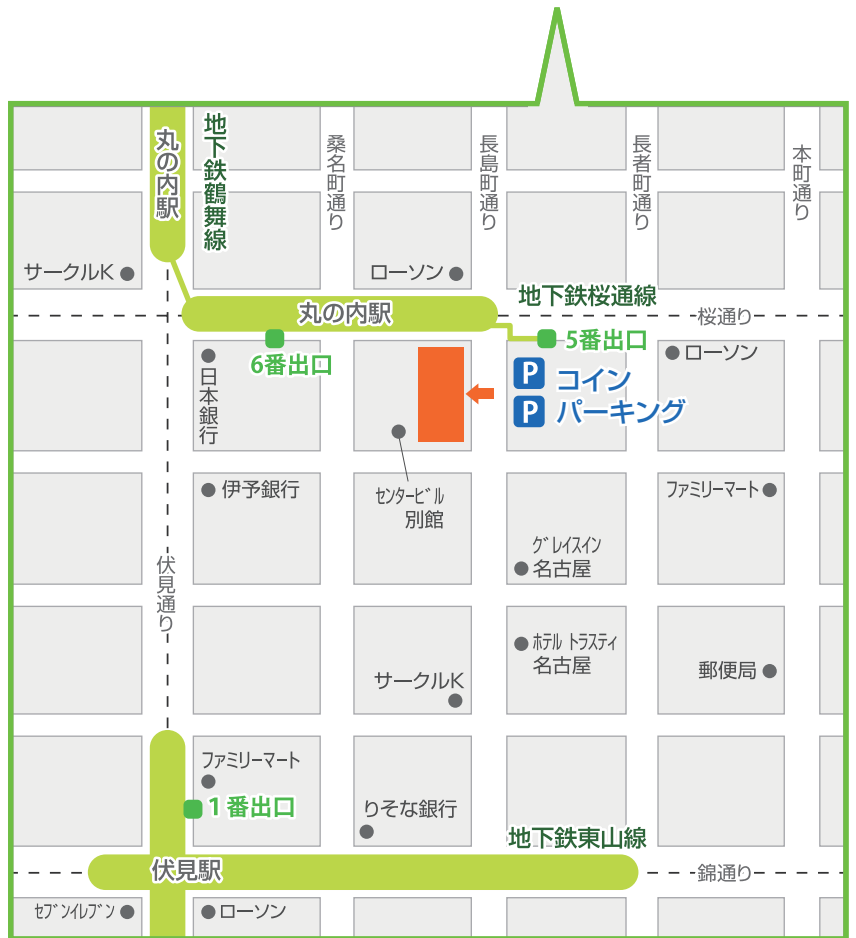 丸の内駅
地下鉄鶴舞線
桑名町通り
長島町通り
長者町通り
本町通り
サークルK
ローソン
地下鉄桜通線
丸の内駅
桜通り
6番出口
5番出口
日本銀行
P コイン
P パーキング
ローソン
伊予銀行
センタービル
別館
ファミリーマート
グレイスイン
名古屋
伏見通り
ホテル トラスティ
名古屋
サークルK
郵便局
ファミリーマート
1番出口
りそな銀行
地下鉄東山線
伏見駅
錦通り
セブンイレブン
ローソン